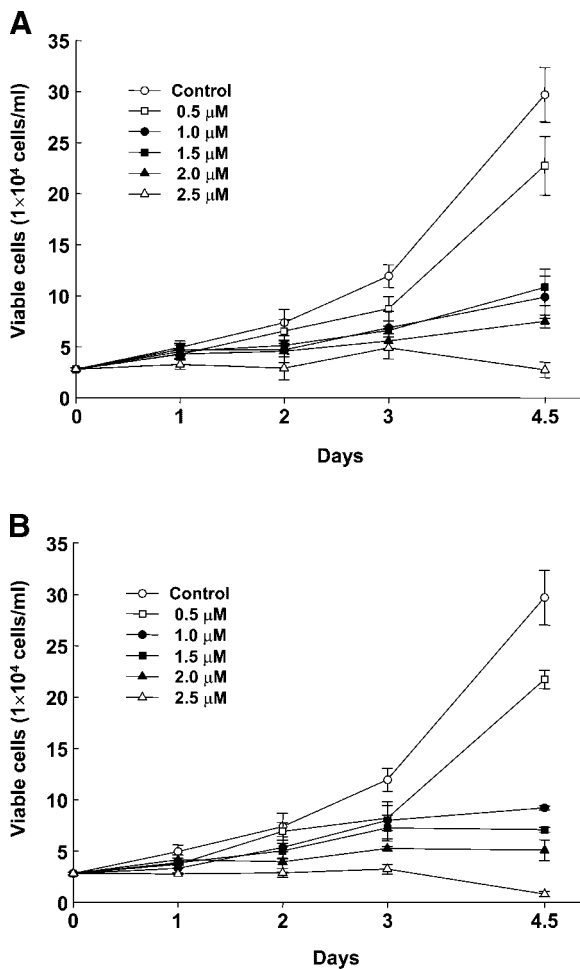 A
Viable cells (1×10⁴ cells/ml)
35
30
25
20
15
10
5
0
Control
0.5 μM
1.0 μM
1.5 μM
2.0 μM
2.5 μM
0 1 2 3 4.5
Days
B
Viable cells (1×10⁴ cells/ml)
35
30
25
20
15
10
5
0
Control
0.5 μM
1.0 μM
1.5 μM
2.0 μM
2.5 μM
0 1 2 3 4.5
Days